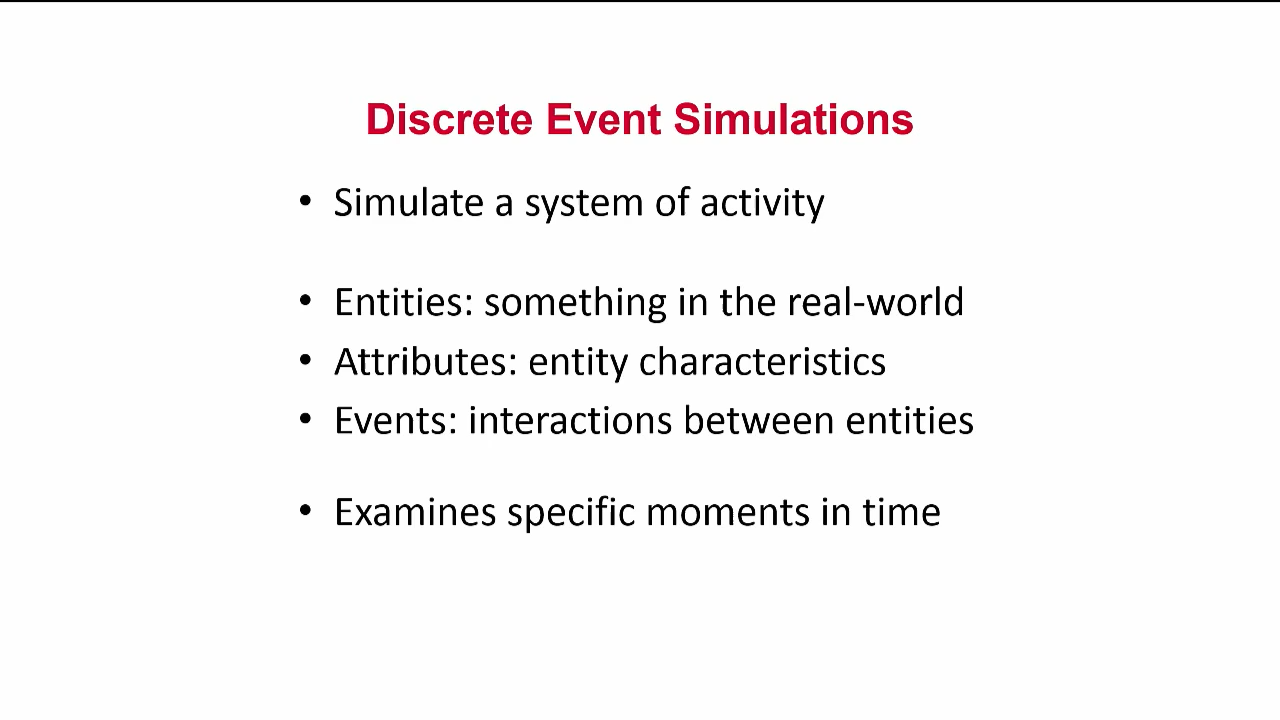 Discrete Event Simulations
• Simulate a system of activity
• Entities: something in the real-world
• Attributes: entity characteristics
• Events: interactions between entities
• Examines specific moments in time